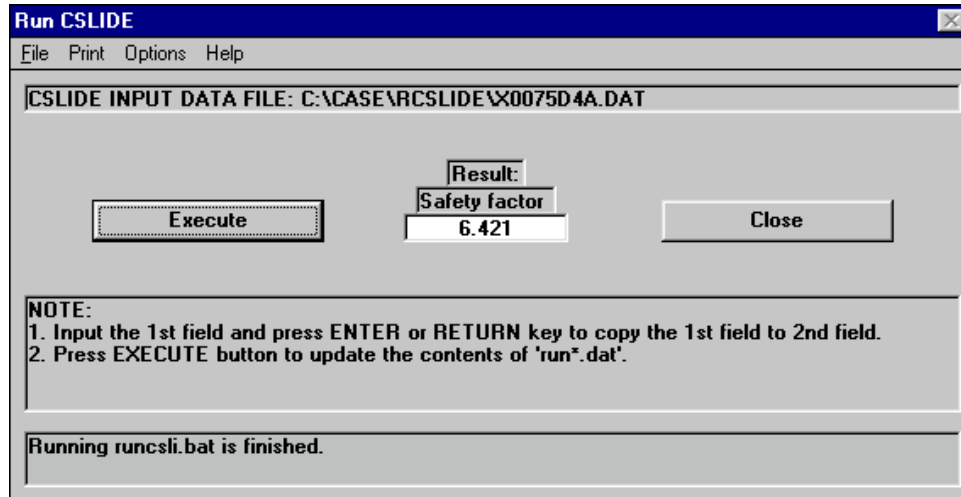 Run CSLIDE
File Print Options Help
CSLIDE INPUT DATA FILE: C:\CASE\RCSLIDE\X0075D4A.DAT
Result:
Safety factor
Execute 6.421 Close
NOTE:
1. Input the 1st field and press ENTER or RETURN key to copy the 1st field to 2nd field.
2. Press EXECUTE button to update the contents of 'run*.dat'.
Running runcsli.bat is finished.